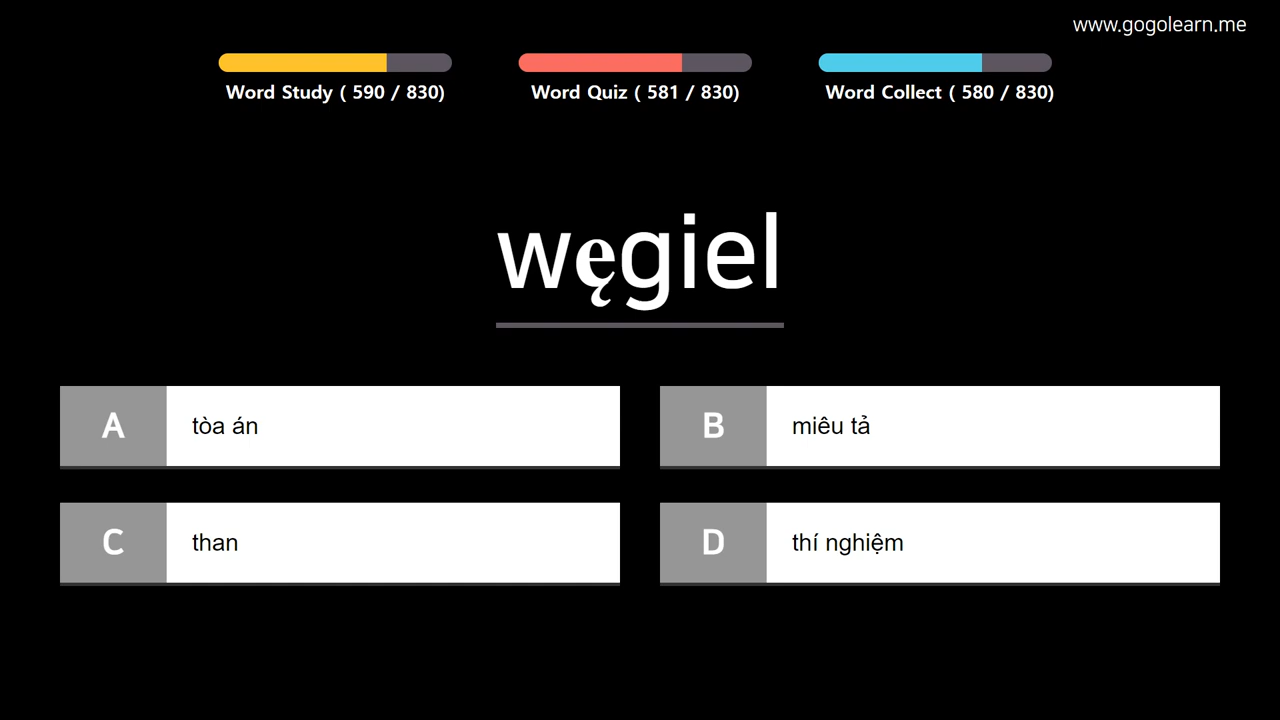 www.gogolearn.me
Word Study ( 590 / 830)
Word Quiz ( 581 / 830)
Word Collect ( 580 / 830)
węgiel
A tòa án
B miêu tả
C than
D thí nghiệm